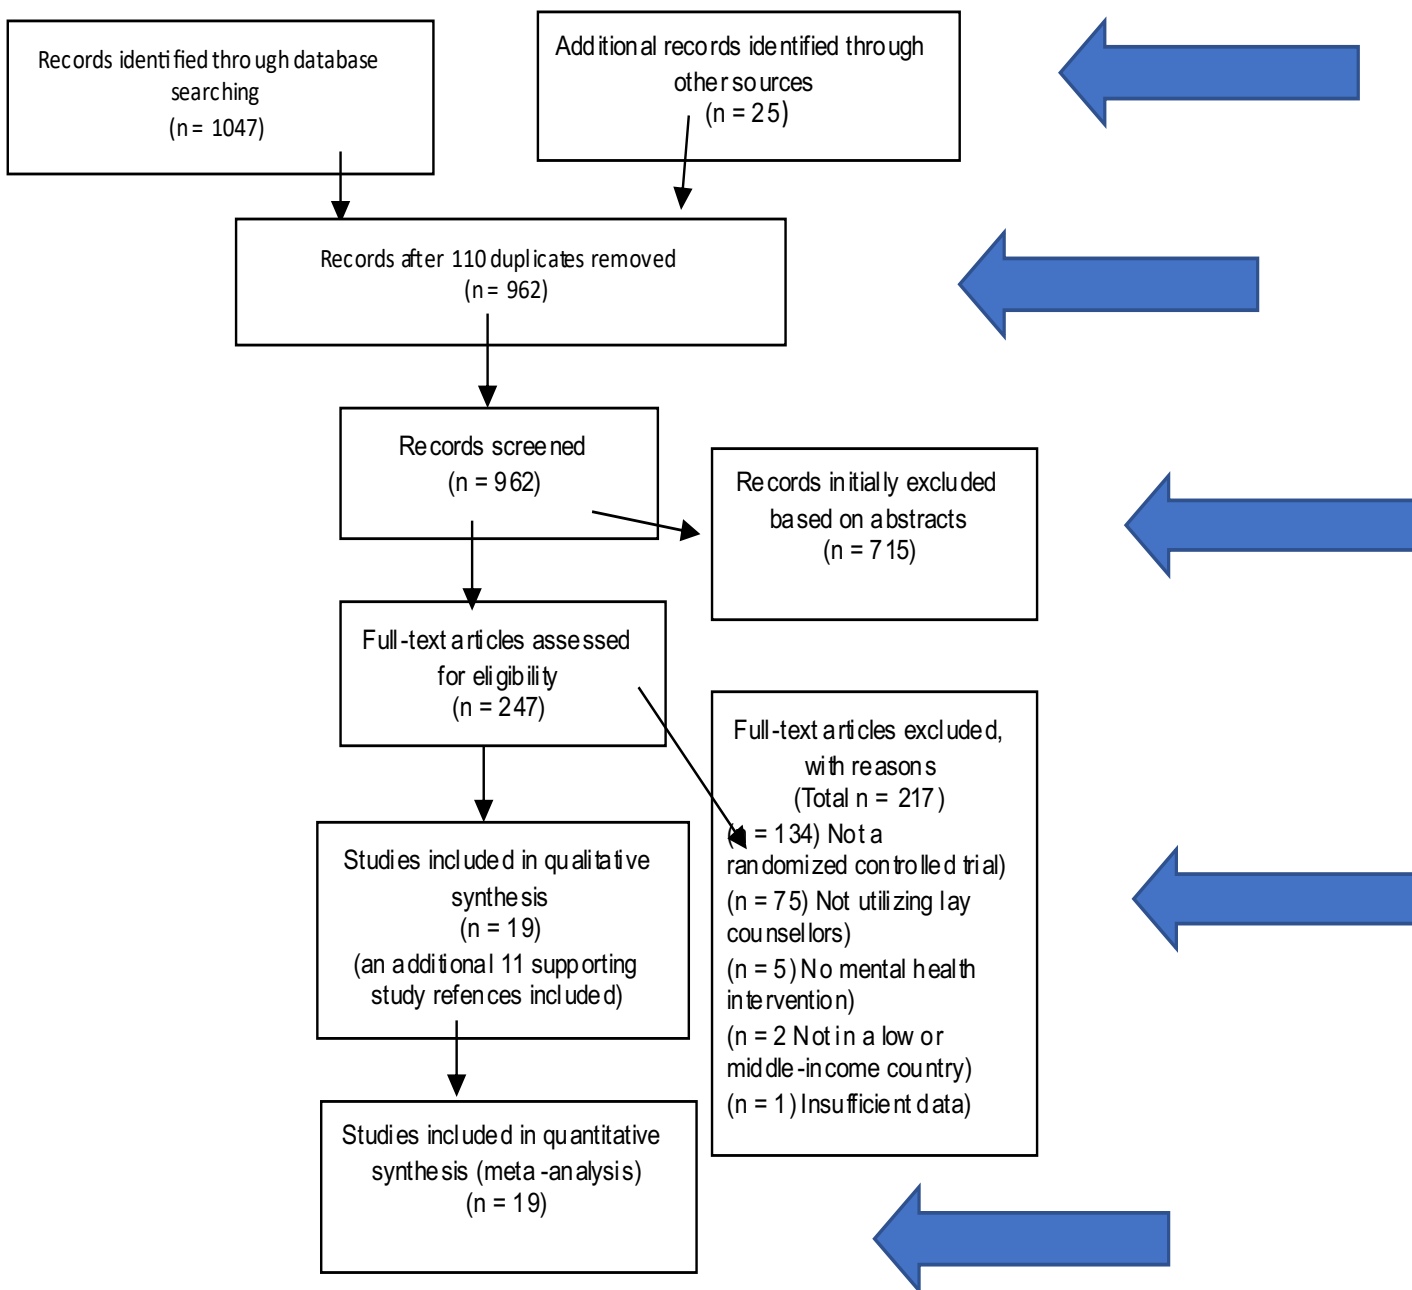 Records identified through database
searching
(n = 1047)
Additional records identified through
other sources
(n = 25)
Records after 110 duplicates removed
(n = 962)
Records screened
(n = 962)
Records initially excluded
based on abstracts
(n = 715)
Full-text articles assessed
for eligibility
(n = 247)
Full-text articles excluded,
with reasons
(Total n = 217)
(n = 134) Not a
randomized controlled trial)
(n = 75) Not utilizing lay
counsellors)
(n = 5) No mental health
intervention)
(n = 2 Not in a low or
middle-income country)
(n = 1) Insufficient data)
Studies included in qualitative
synthesis
(n = 19)
(an additional 11 supporting
study refences included)
Studies included in quantitative
synthesis (meta-analysis)
(n = 19)